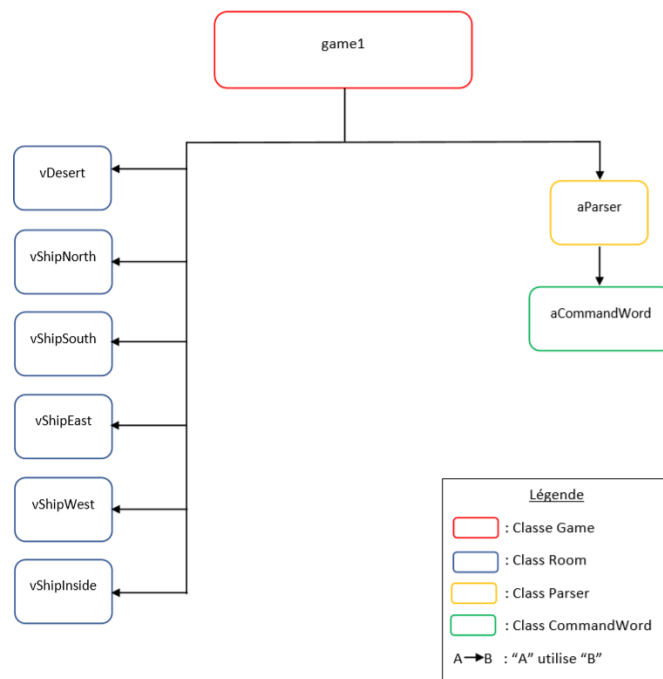 game1
vDesert
aParser
vShipNorth
aCommandWord
vShipSouth
vShipEast
vShipWest
vShipInside
Légende
: Classe Game
: Class Room
: Class Parser
: Class CommandWord
A→B : “A” utilise “B”